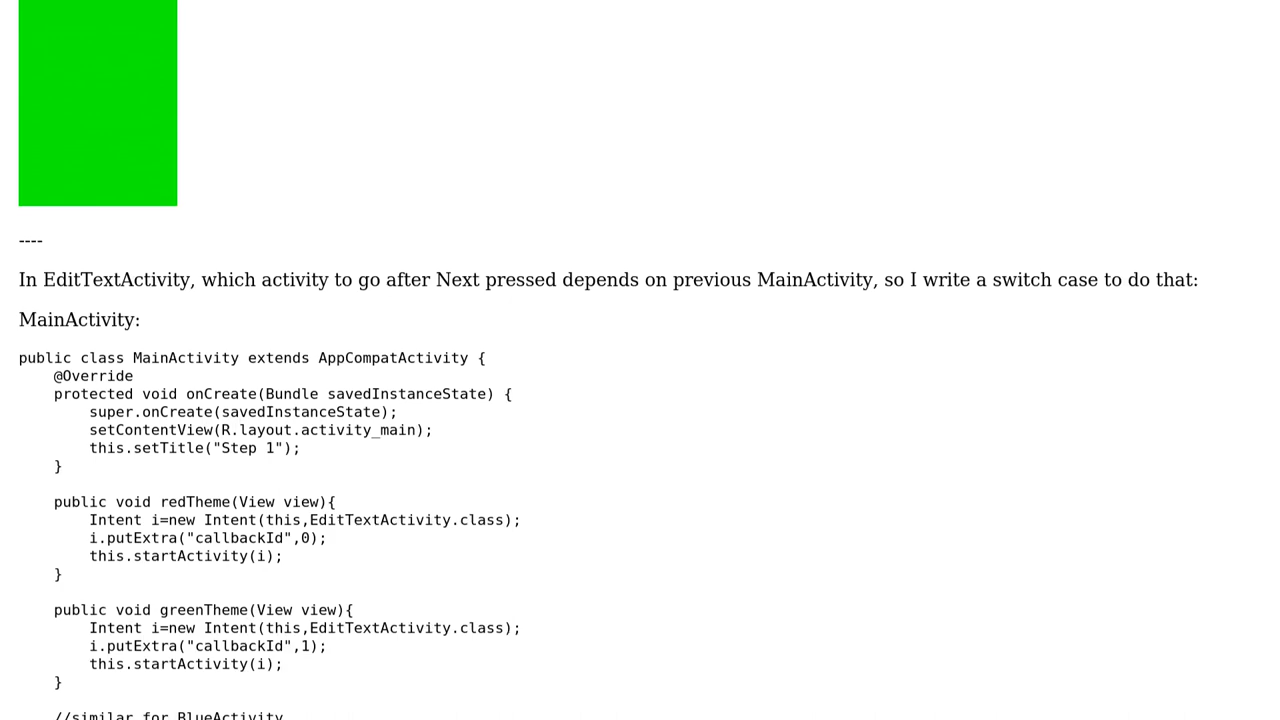 ----
In EditTextActivity, which activity to go after Next pressed depends on previous MainActivity, so I write a switch case to do that:
MainActivity:
public class MainActivity extends AppCompatActivity {
    @Override
    protected void onCreate(Bundle savedInstanceState) {
        super.onCreate(savedInstanceState);
        setContentView(R.layout.activity_main);
        this.setTitle("Step 1");
    }

    public void redTheme(View view){
        Intent i=new Intent(this,EditTextActivity.class);
        i.putExtra("callbackId",0);
        this.startActivity(i);
    }

    public void greenTheme(View view){
        Intent i=new Intent(this,EditTextActivity.class);
        i.putExtra("callbackId",1);
        this.startActivity(i);
    }

    //similar for BlueActivity